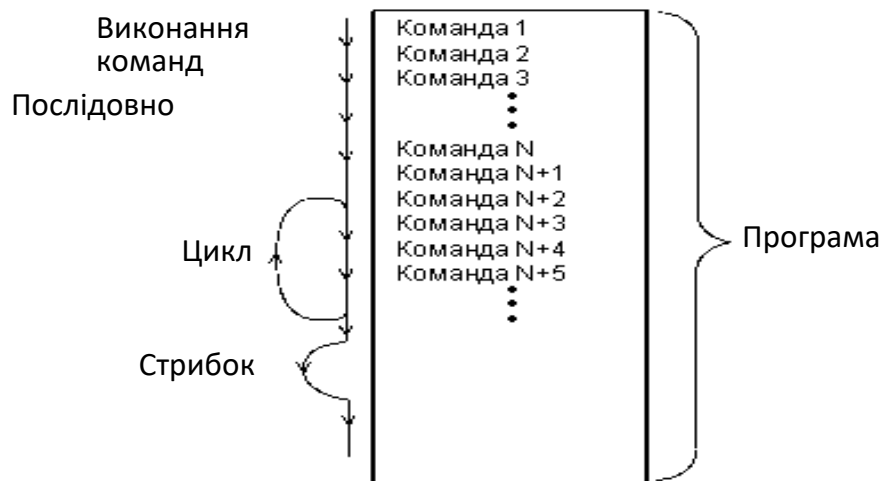 Виконання
команд
Послідовно
Цикл
Стрибок
Команда 1
Команда 2
Команда 3
Команда N
Команда N+1
Команда N+2
Команда N+3
Команда N+4
Команда N+5
Програма